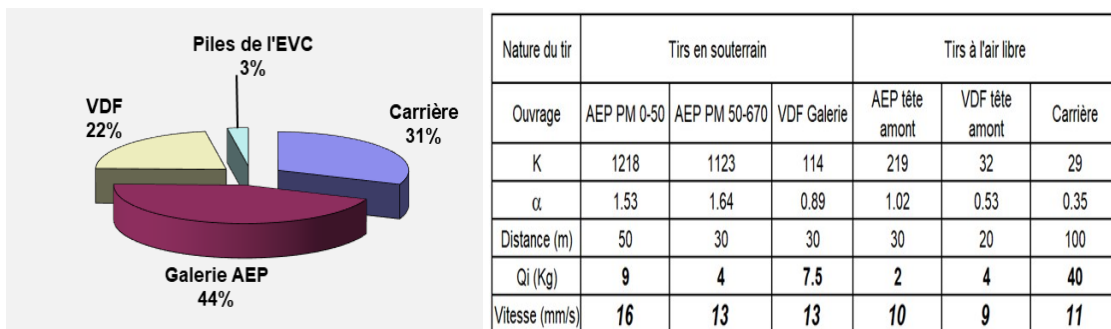 Piles de l'EVC
3%
VDF
22%
Carrière
31%
Galerie AEP
44%
Nature du tir Tirs en souterrain Tirs à l'air libre
Ouvrage AEP PM 0-50 AEP PM 50-670 VDF Galerie AEP tête amont VDF tête amont Carrière
K 1218 1123 114 219 32 29
α 1.53 1.64 0.89 1.02 0.53 0.35
Distance (m) 50 30 30 30 20 100
Qi (Kg) 9 4 7.5 2 4 40
Vitesse (mm/s) 16 13 13 10 9 11